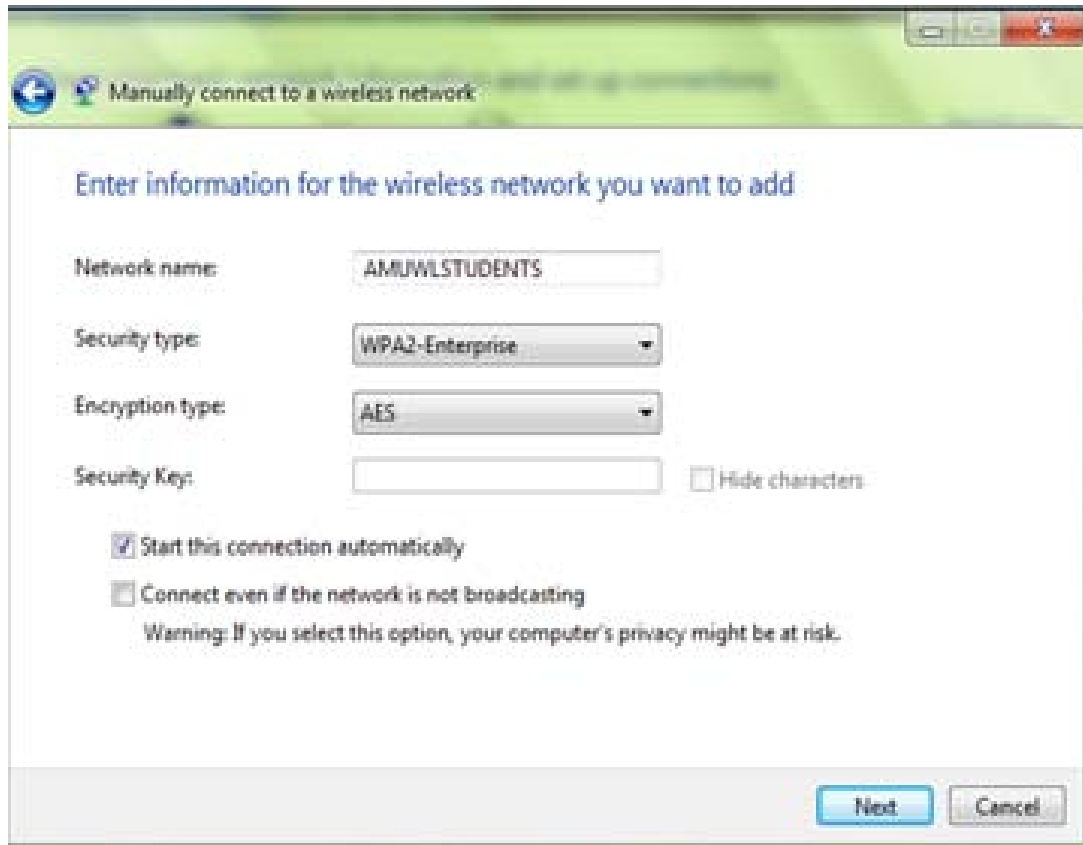 Manually connect to a wireless network
Enter information for the wireless network you want to add
Network name: AMUWLSTUDENTS
Security type: WPA2-Enterprise
Encryption type: AES
Security Key: Hide characters
Start this connection automatically
Connect even if the network is not broadcasting
Warning: If you select this option, your computer's privacy might be at risk.
Next Cancel